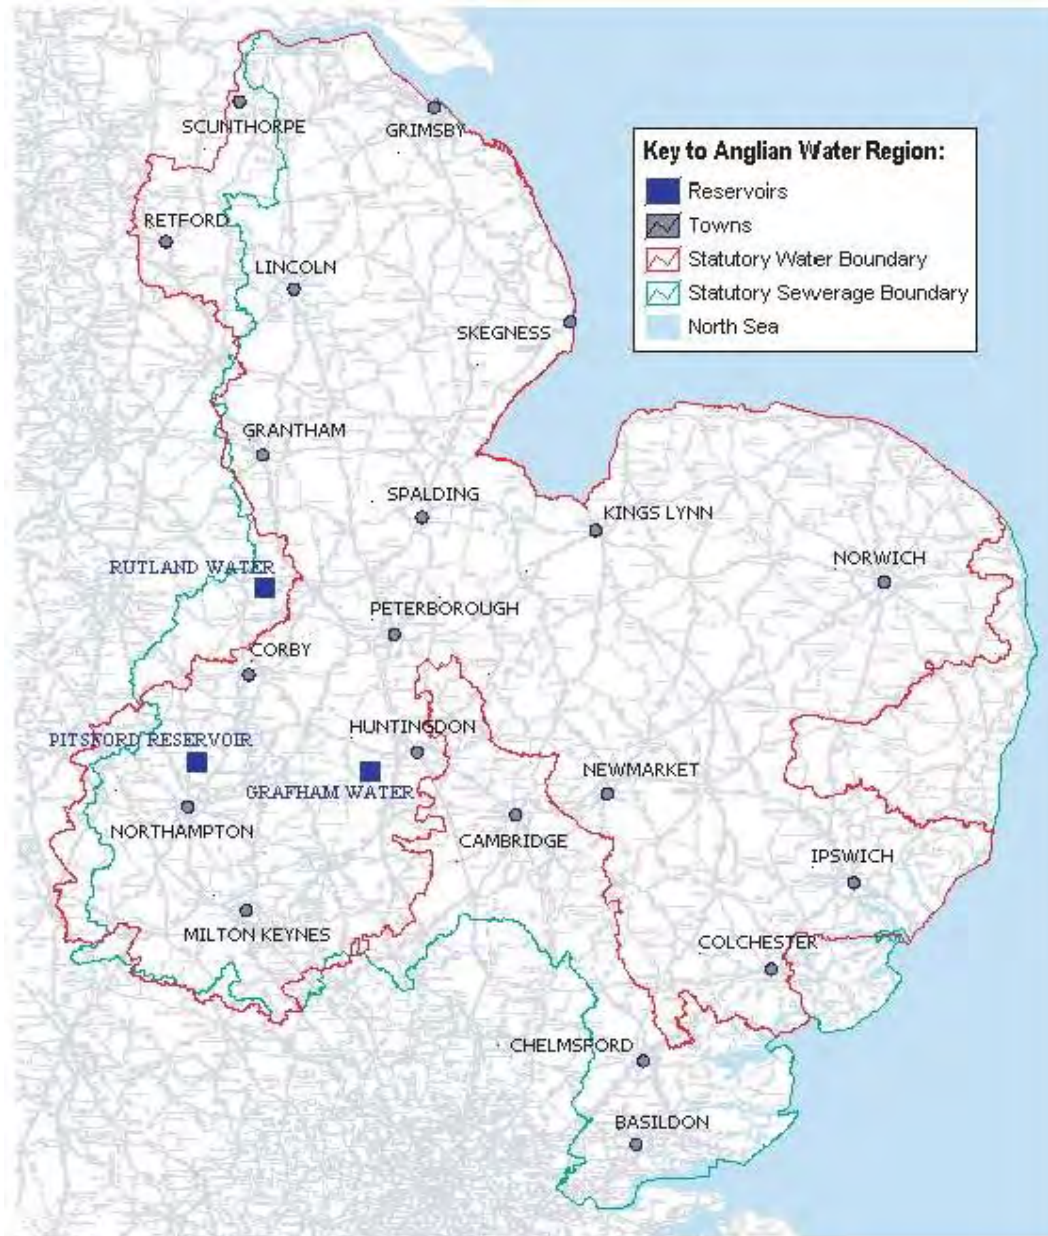 SCUNTHORPE
GRIMSBY
Key to Anglian Water Region:
Reservoirs
Towns
Statutory Water Boundary
Statutory Sewerage Boundary
North Sea
RETFORD
LINCOLN
SKEGNESS
GRANTHAM
SPALDING
KINGS LYNN
NORWICH
RUTLAND WATER
PETERBOROUGH
CORBY
HUNTINGDON
PITSFORD RESERVOIR
NEWMARKET
GRAFHAM WATER
NORTHAMPTON
CAMBRIDGE
IPSWICH
MILTON KEYNES
COLCHESTER
CHELMSFORD
BASILDON